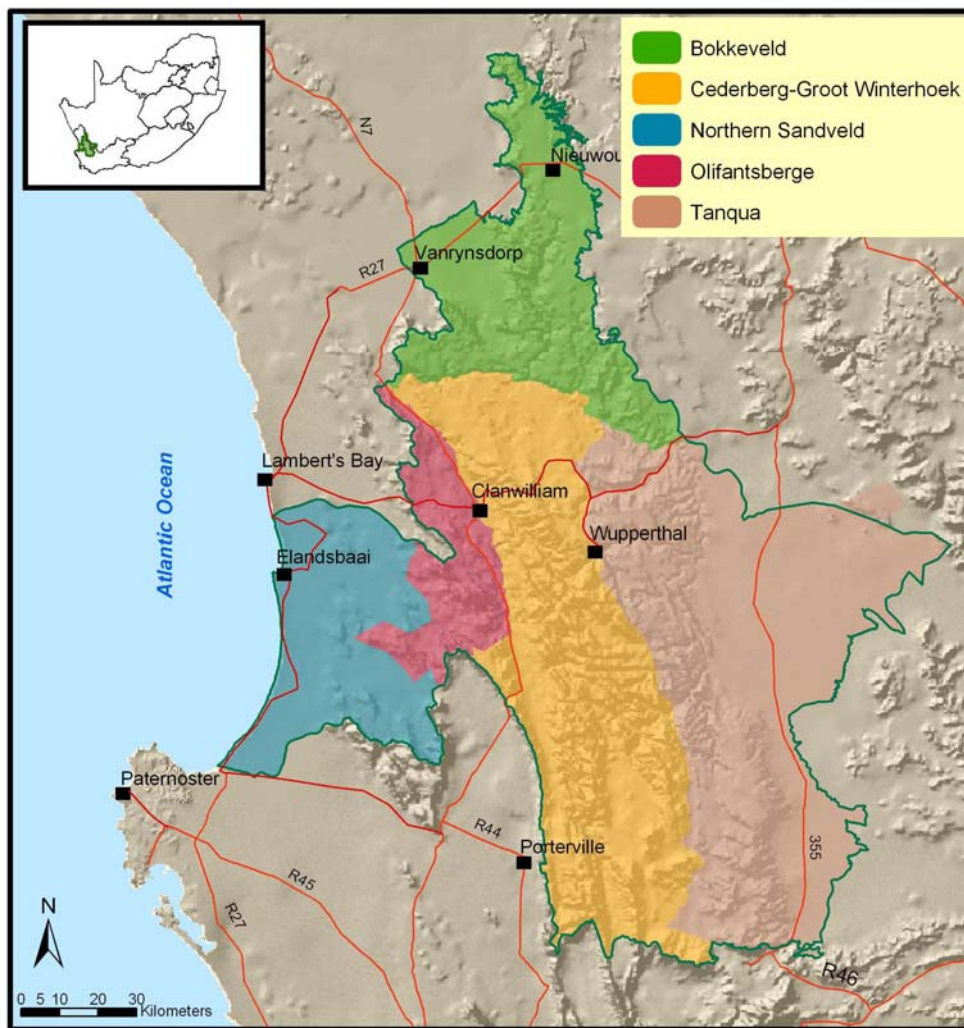 Bokkeveld
Cederberg-Groot Winterhoek
Northern Sandveld
Olifantsberge
Tanqua
N7
Nieuwou
Vanrynsdorp
R27
Lambert's Bay
Clanwilliam
Wupperthal
Elandsbaai
Atlantic Ocean
Paternoster
R44
Porterville
355
R45
R27
R46
N
0 5 10 20 30
Kilometers